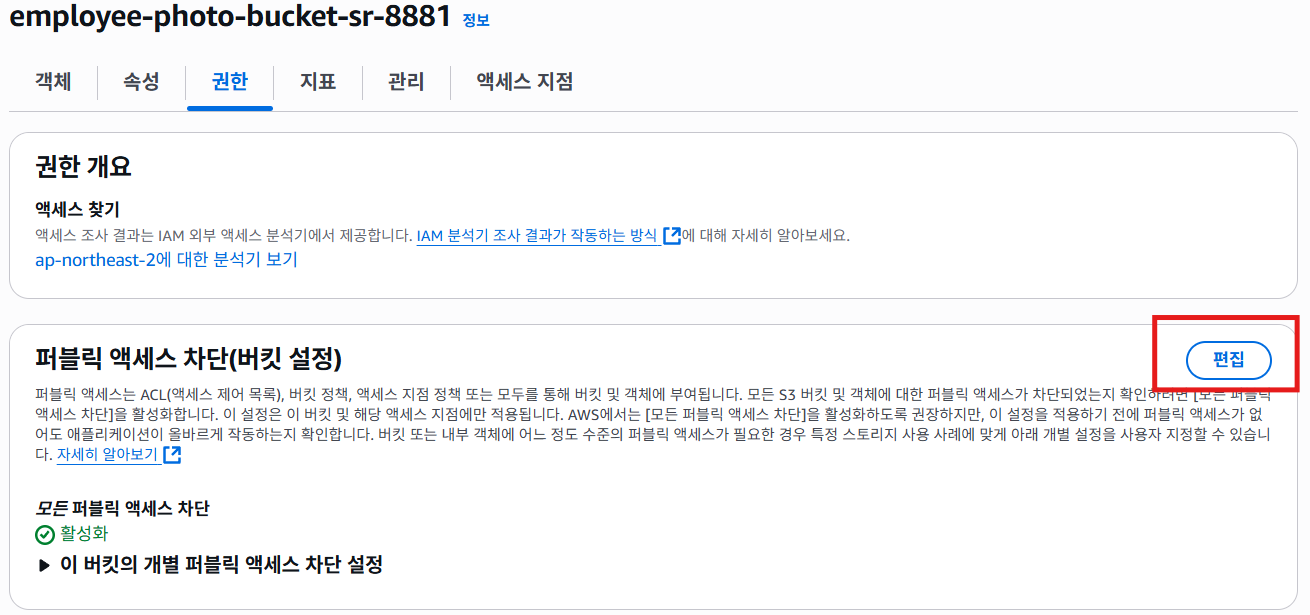 employee-photo-bucket-sr-8881 정보
객체 속성 권한 지표 관리 액세스 지점
권한 개요
액세스 찾기
액세스 조사 결과는 IAM 외부 액세스 분석기에서 제공합니다. IAM 분석기 조사 결과가 작동하는 방식에 대해 자세히 알아보세요.
ap-northeast-2에 대한 분석기 보기
퍼블릭 액세스 차단(버킷 설정)
편집
퍼블릭 액세스는 ACL(액세스 제어 목록), 버킷 정책, 액세스 지점 정책 또는 모두를 통해 버킷 및 객체에 부여됩니다. 모든 S3 버킷 및 객체에 대한 퍼블릭 액세스가 차단되었는지 확인하려면 [모든 퍼블릭
액세스 차단]을 활성화합니다. 이 설정은 이 버킷 및 해당 액세스 지점에만 적용됩니다. AWS에서는 [모든 퍼블릭 액세스 차단]을 활성화하도록 권장하지만, 이 설정을 적용하기 전에 퍼블릭 액세스가 없
어도 애플리케이션이 올바르게 작동하는지 확인합니다. 버킷 또는 내부 객체에 어느 정도 수준의 퍼블릭 액세스가 필요한 경우 특정 스토리지 사용 사례에 맞게 아래 개별 설정을 사용자 지정할 수 있습니
다. 자세히 알아보기
모든 퍼블릭 액세스 차단
활성화
이 버킷의 개별 퍼블릭 액세스 차단 설정